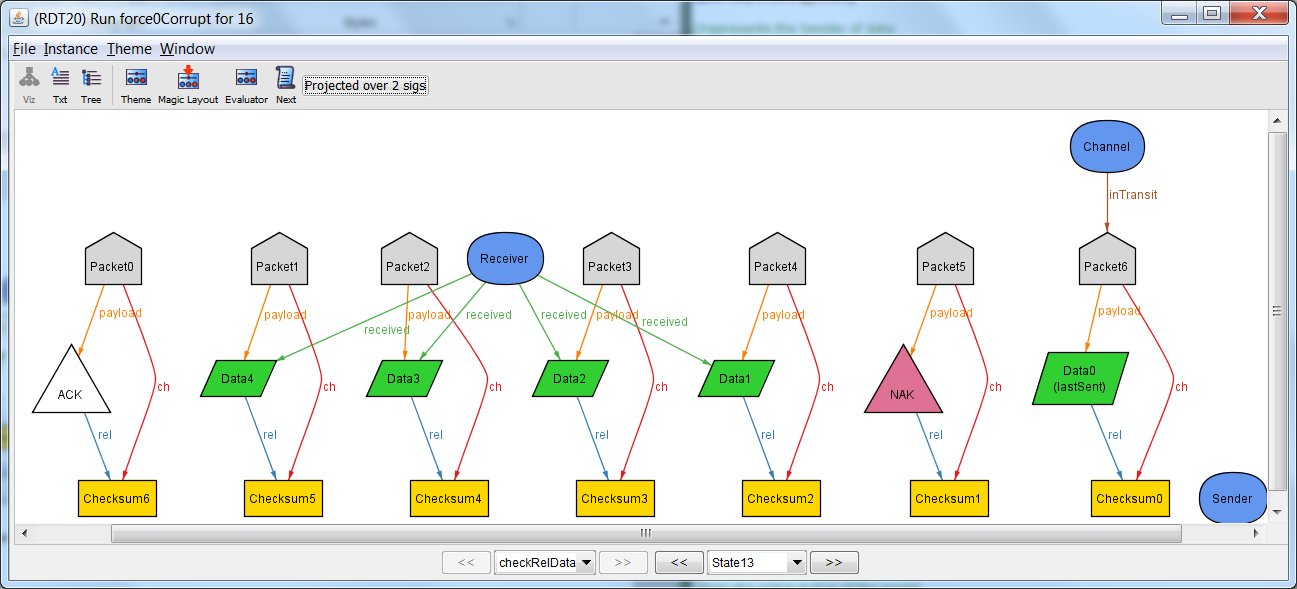 (RDT20) Run force0Corrupt for 16
File Instance Theme Window
Viz Txt Tree Theme Magic Layout Evaluator Next Projected over 2 sigs
Channel
inTransit
Packet0 Packet1 Packet2 Receiver Packet3 Packet4 Packet5 Packet6
payload payload payload received received payload received payload payload payload
received
ACK Data4 Data3 Data2 Data1 NAK Data0
(lastSent)
ch ch ch ch ch ch ch
rel rel rel rel rel rel rel
Checksum6 Checksum5 Checksum4 Checksum3 Checksum2 Checksum1 Checksum0 Sender
<< checkRelData >> << State13 >>